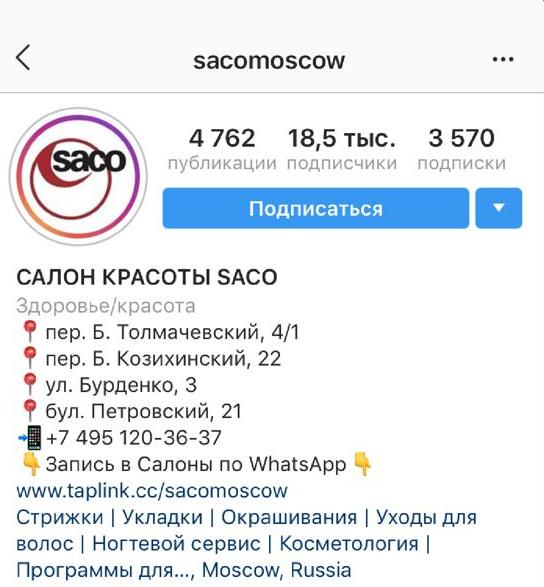 sacomoscow
saco
4 762 18,5 тыс. 3 570
публикации подписчики подписки
Подписаться
САЛОН КРАСОТЫ SACO
Здоровье/красота
📍 пер. Б. Толмачевский, 4/1
📍 пер. Б. Козихинский, 22
📍 ул. Бурденко, 3
📍 бул. Петровский, 21
📲 +7 495 120-36-37
👇 Запись в Салоны по WhatsApp 👇
www.taplink.cc/sacomoscow
Стрижки | Укладки | Окрашивания | Уходы для
волос | Ногтевой сервис | Косметология |
Программы для..., Moscow, Russia